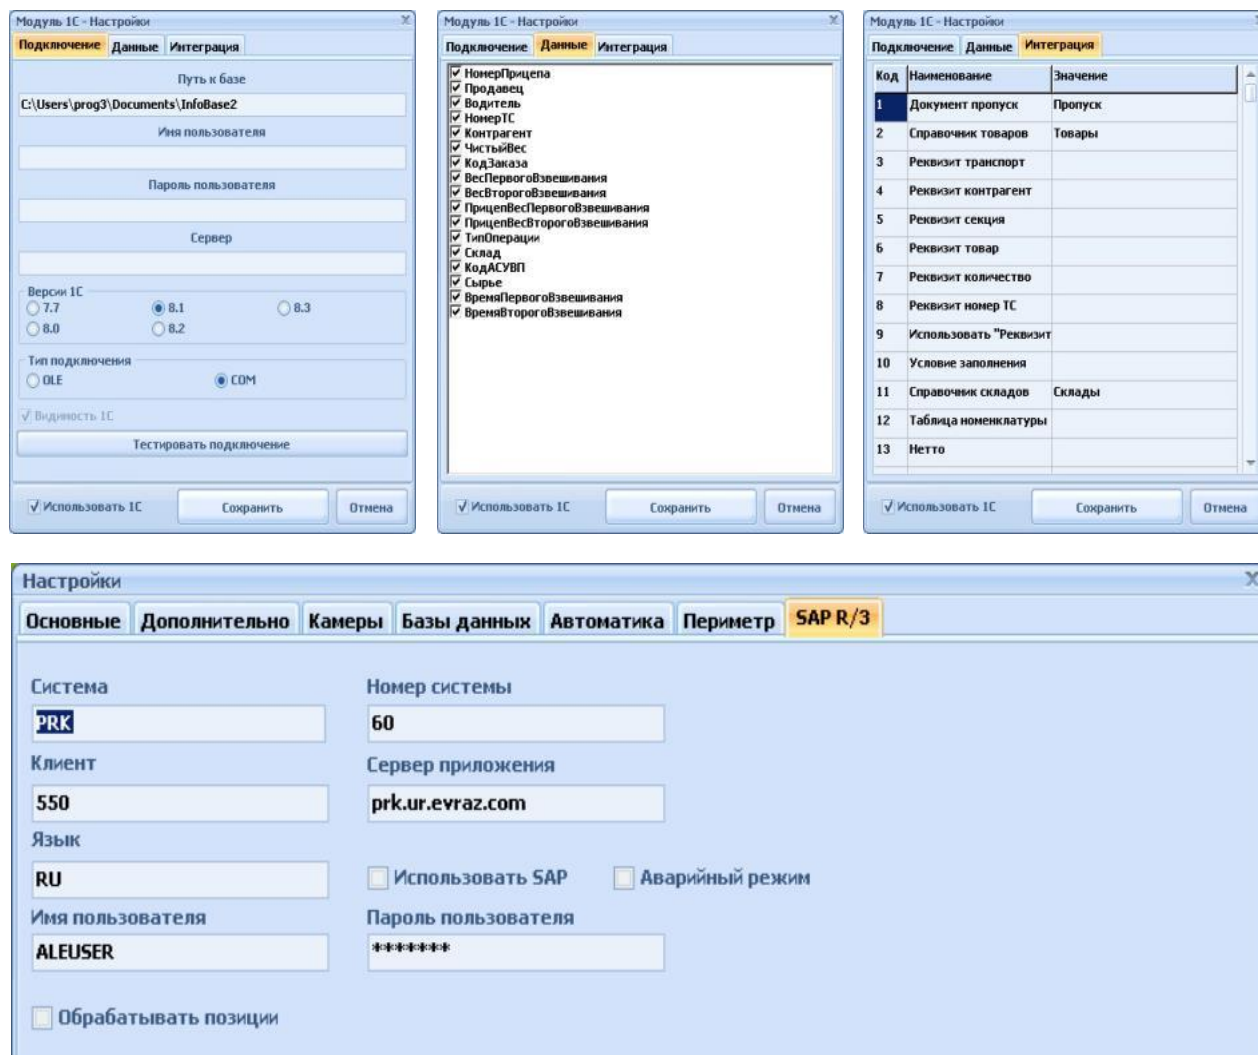 Модуль 1С - Настройки
Подключение Данные Интеграция
Путь к базе
C:\Users\prog3\Documents\InfoBase2
Имя пользователя
Пароль пользователя
Сервер
Версии 1С
7.7 8.1 8.3
8.0 8.2
Тип подключения
OLE COM
Видимость 1С
Тестировать подключение
Использовать 1С Сохранить Отмена
Модуль 1С - Настройки
Подключение Данные Интеграция
НомерПрицепа
Продавец
Водитель
НомерТС
Контрагент
ЧистыйВес
КодЗаказа
ВесПервогоВзвешивания
ВесВторогоВзвешивания
ПрицепВесПервогоВзвешивания
ПрицепВесВторогоВзвешивания
ТипОперации
Склад
КодАСУВП
Сырье
ВремяПервогоВзвешивания
ВремяВторогоВзвешивания
Использовать 1С Сохранить Отмена
Модуль 1С - Настройки
Подключение Данные Интеграция
Код Наименование Значение
1 Документ пропуск Пропуск
2 Справочник товаров Товары
3 Реквизит транспорт
4 Реквизит контрагент
5 Реквизит секция
6 Реквизит товар
7 Реквизит количество
8 Реквизит номер ТС
9 Использовать "Реквизит
10 Условие заполнения
11 Справочник складов Склады
12 Таблица номенклатуры
13 Нетто
Использовать 1С Сохранить Отмена
Настройки
Основные Дополнительно Камеры Базы данных Автоматика Периметр SAP R/3
Система Номер системы
PRK 60
Клиент Сервер приложения
550 prk.ur.evraz.com
Язык
RU Использовать SAP Аварийный режим
Имя пользователя Пароль пользователя
ALEUSER *******
Обрабатывать позиции